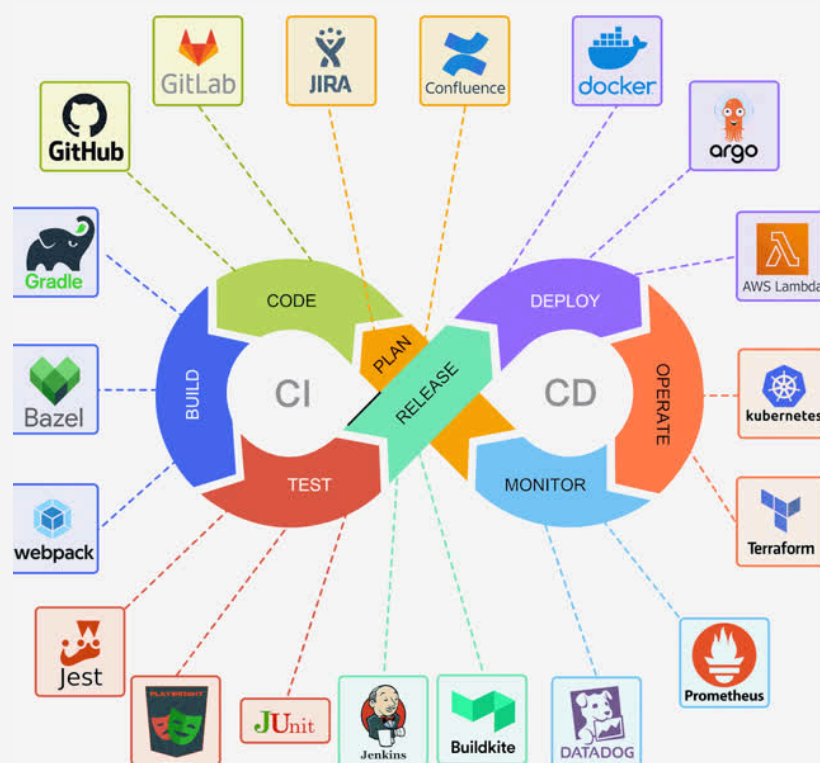 GitLab
JIRA
Confluence
docker
GitHub
argo
Gradle
AWS Lambda
CODE
DEPLOY
PLAN
BUILD
CI
RELEASE
CD
OPERATE
Bazel
kubernetes
TEST
MONITOR
webpack
Terraform
Jest
PLAYWRIGHT
JUnit
Jenkins
Buildkite
DATADOG
Prometheus